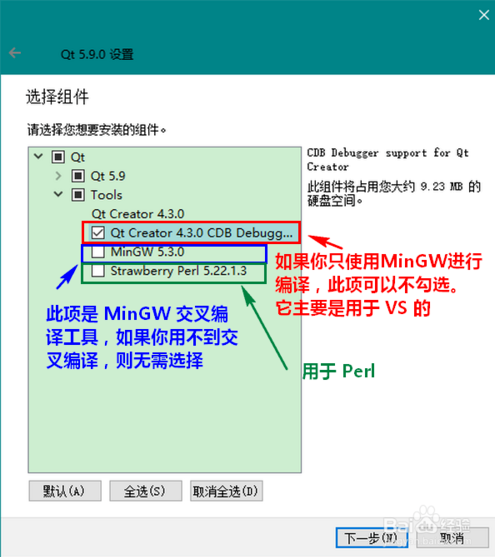 Qt 5.9.0 设置
选择组件
请选择您想要安装的组件。
Qt
Qt 5.9
Tools
Qt Creator 4.3.0
Qt Creator 4.3.0 CDB Debugg...
MinGW 5.3.0
Strawberry Perl 5.22.1.3
CDB Debugger support for Qt
Creator
此组件将占用您大约 9.23 MB 的
硬盘空间。
如果你只使用MinGW进行
编译，此项可以不勾选。
它主要是用于 VS 的
此项是 MinGW 交叉编
译工具，如果你用不到交
叉编译，则无需选择
用于 Perl
默认(A)
全选(S)
取消全选(D)
下一步(N)
取消
Baidu经验